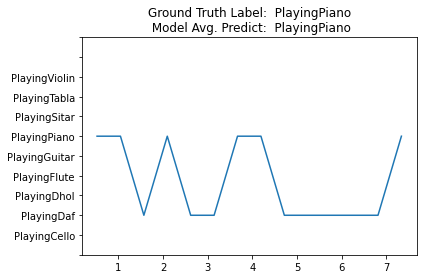 Ground Truth Label:  PlayingPiano
Model Avg. Predict:  PlayingPiano
PlayingViolin
PlayingTabla
PlayingSitar
PlayingPiano
PlayingGuitar
PlayingFlute
PlayingDhol
PlayingDaf
PlayingCello
1 2 3 4 5 6 7